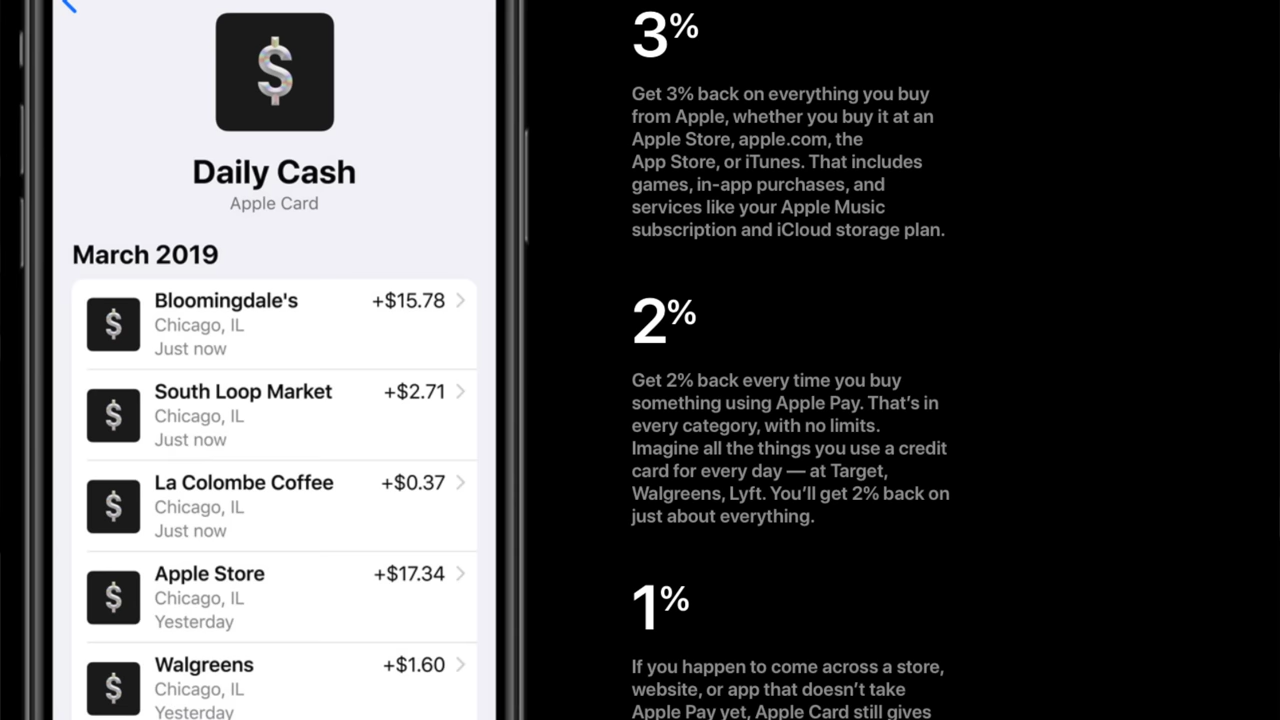 $
Daily Cash
Apple Card
March 2019
$
Bloomingdale's
+$15.78
Chicago, IL
Just now
$
South Loop Market
+$2.71
Chicago, IL
Just now
$
La Colombe Coffee
+$0.37
Chicago, IL
Just now
$
Apple Store
+$17.34
Chicago, IL
Yesterday
$
Walgreens
+$1.60
Chicago, IL
Yesterday
3%
Get 3% back on everything you buy
from Apple, whether you buy it at an
Apple Store, apple.com, the
App Store, or iTunes. That includes
games, in-app purchases, and
services like your Apple Music
subscription and iCloud storage plan.
2%
Get 2% back every time you buy
something using Apple Pay. That’s in
every category, with no limits.
Imagine all the things you use a credit
card for every day — at Target,
Walgreens, Lyft. You’ll get 2% back on
just about everything.
1%
If you happen to come across a store,
website, or app that doesn’t take
Apple Pay yet, Apple Card still gives